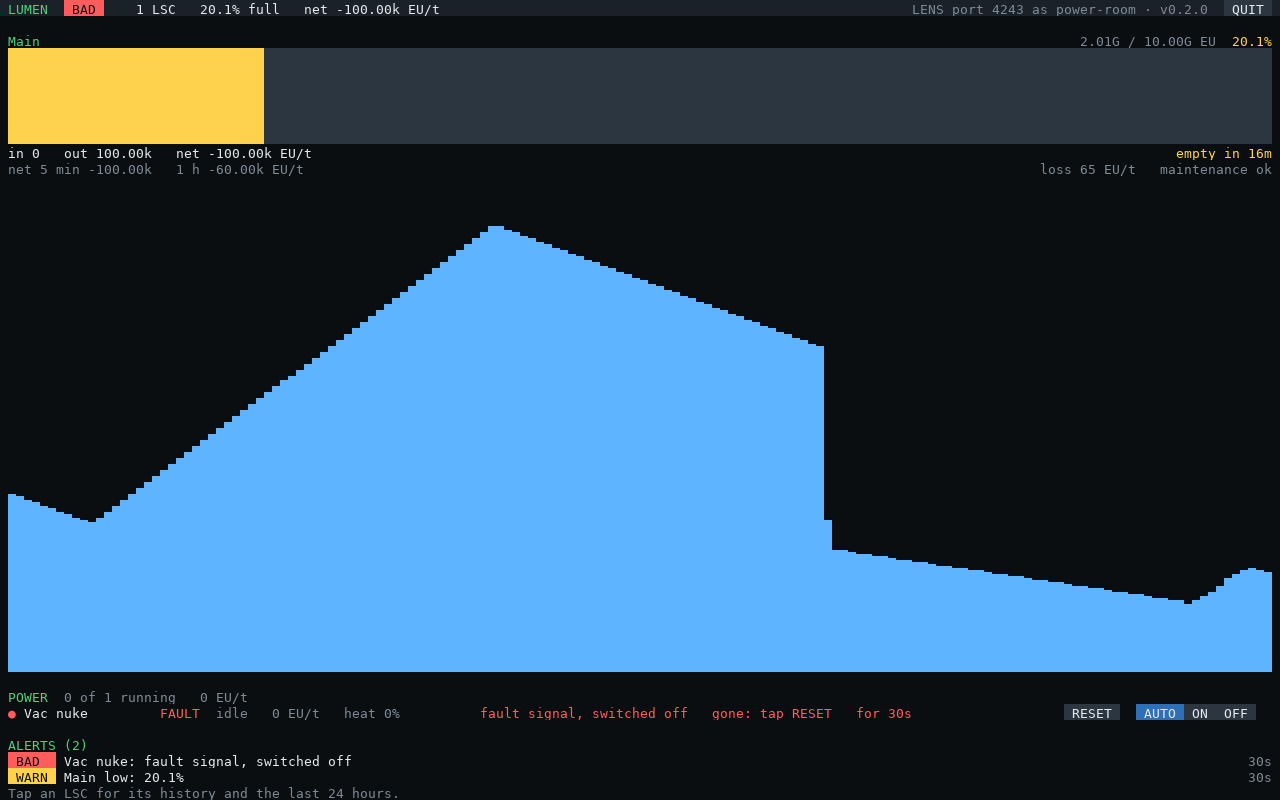 LUMEN BAD 1 LSC 20.1% full net -100.00k EU/t LENS port 4243 as power-room · v0.2.0 QUIT
Main 2.01G / 10.00G EU 20.1%
in 0 out 100.00k net -100.00k EU/t empty in 16m
net 5 min -100.00k 1 h -60.00k EU/t loss 65 EU/t maintenance ok
POWER 0 of 1 running 0 EU/t
● Vac nuke FAULT idle 0 EU/t heat 0% fault signal, switched off gone: tap RESET for 30s RESET AUTO ON OFF
ALERTS (2)
BAD Vac nuke: fault signal, switched off 30s
WARN Main low: 20.1% 30s
Tap an LSC for its history and the last 24 hours.